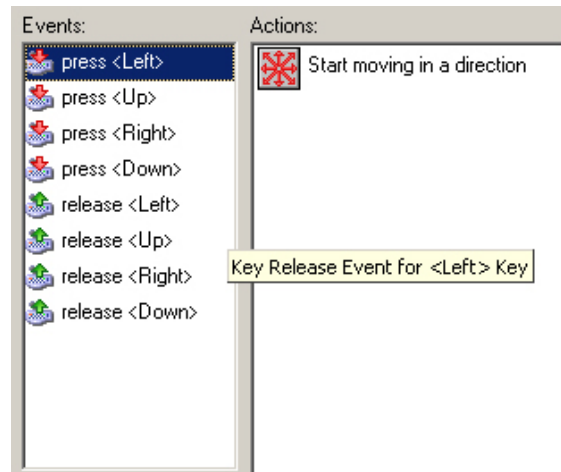 Events:
Actions:
press <Left>
press <Up>
press <Right>
press <Down>
release <Left>
release <Up>
release <Right>
release <Down>
Start moving in a direction
Key Release Event for <Left> Key